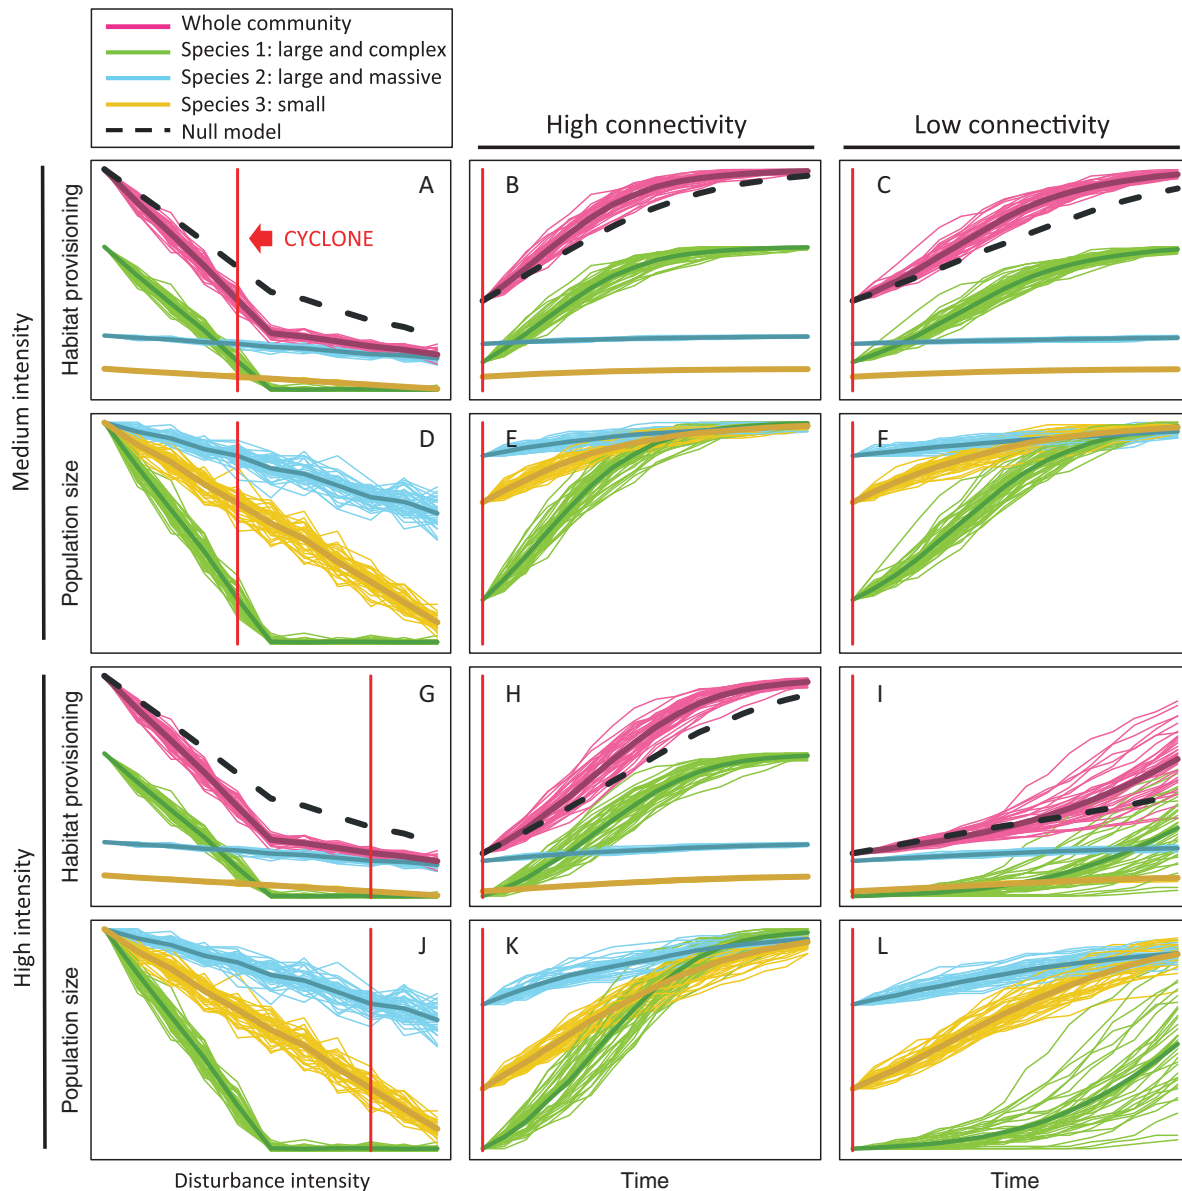 Whole community
Species 1: large and complex
Species 2: large and massive
Species 3: small
Null model
High connectivity
Low connectivity
Medium intensity
Habitat provisioning
A
CYCLONE
B
C
Population size
D
E
F
High intensity
Habitat provisioning
G
H
I
Population size
J
K
L
Disturbance intensity
Time
Time